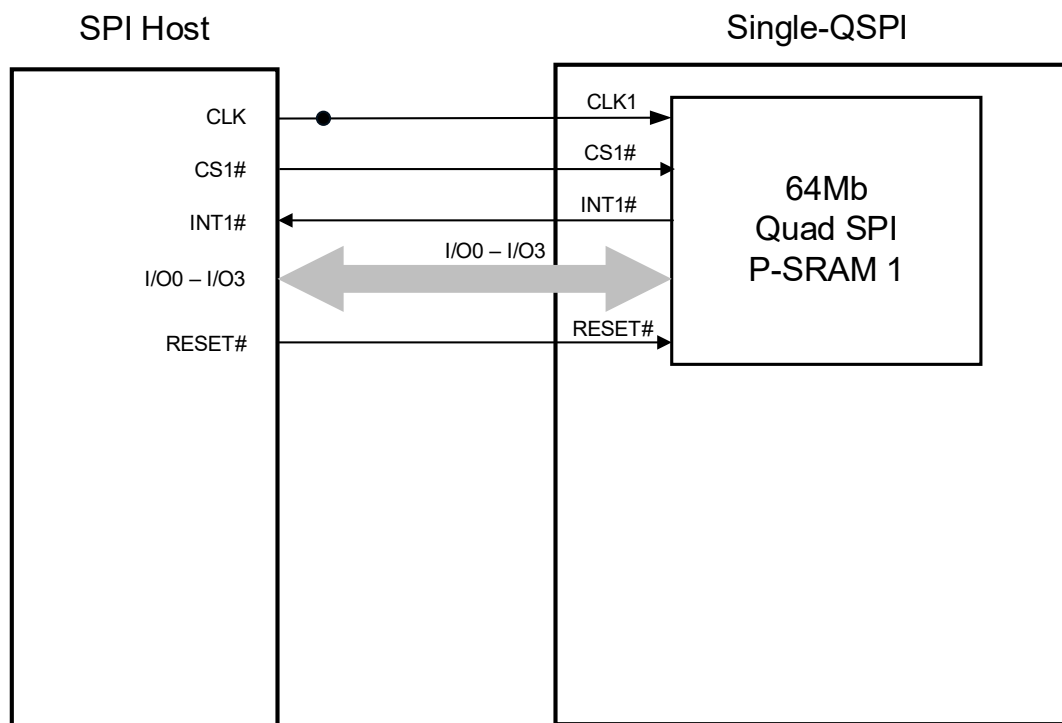 SPI Host
Single-QSPI
CLK
CLK1
CS1#
CS1#
INT1#
INT1#
I/O0 – I/O3
I/O0 – I/O3
RESET#
RESET#
64Mb
Quad SPI
P-SRAM 1